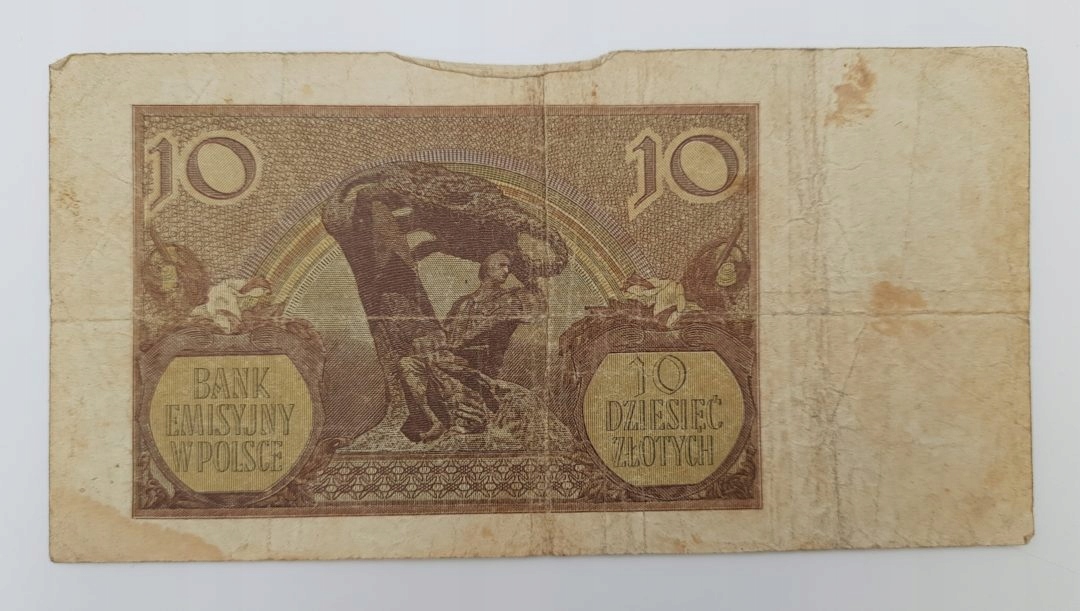 10
10
BANK
EMISYJNY
W POLSCE
10
DZIESIĘĆ
ZŁOTYCH